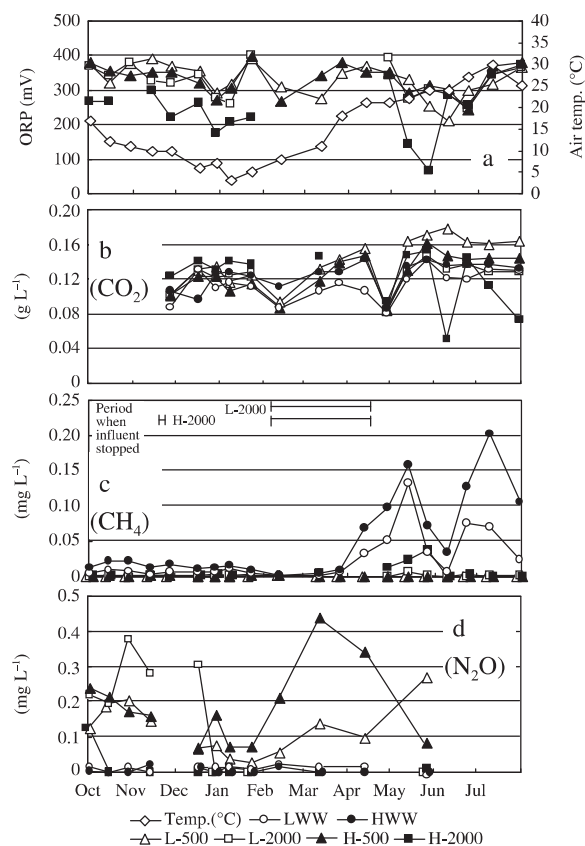 500 40
400 35
300 30
200 25
100 20
0 15
10
5
0
ORP (mV)
Air temp. (°C)
a
0.20
0.16
0.12
0.08
0.04
0
(g L⁻¹)
b
(CO₂)
0.25
0.20
0.15
0.10
0.05
0
(mg L⁻¹)
Period when influent stopped
L-2000
H-2000
c
(CH₄)
0.5
0.4
0.3
0.2
0.1
0
(mg L⁻¹)
d
(N₂O)
Oct Nov Dec Jan Feb Mar Apr May Jun Jul
Temp.(°C) LWW HWW
L-500 L-2000 H-500 H-2000